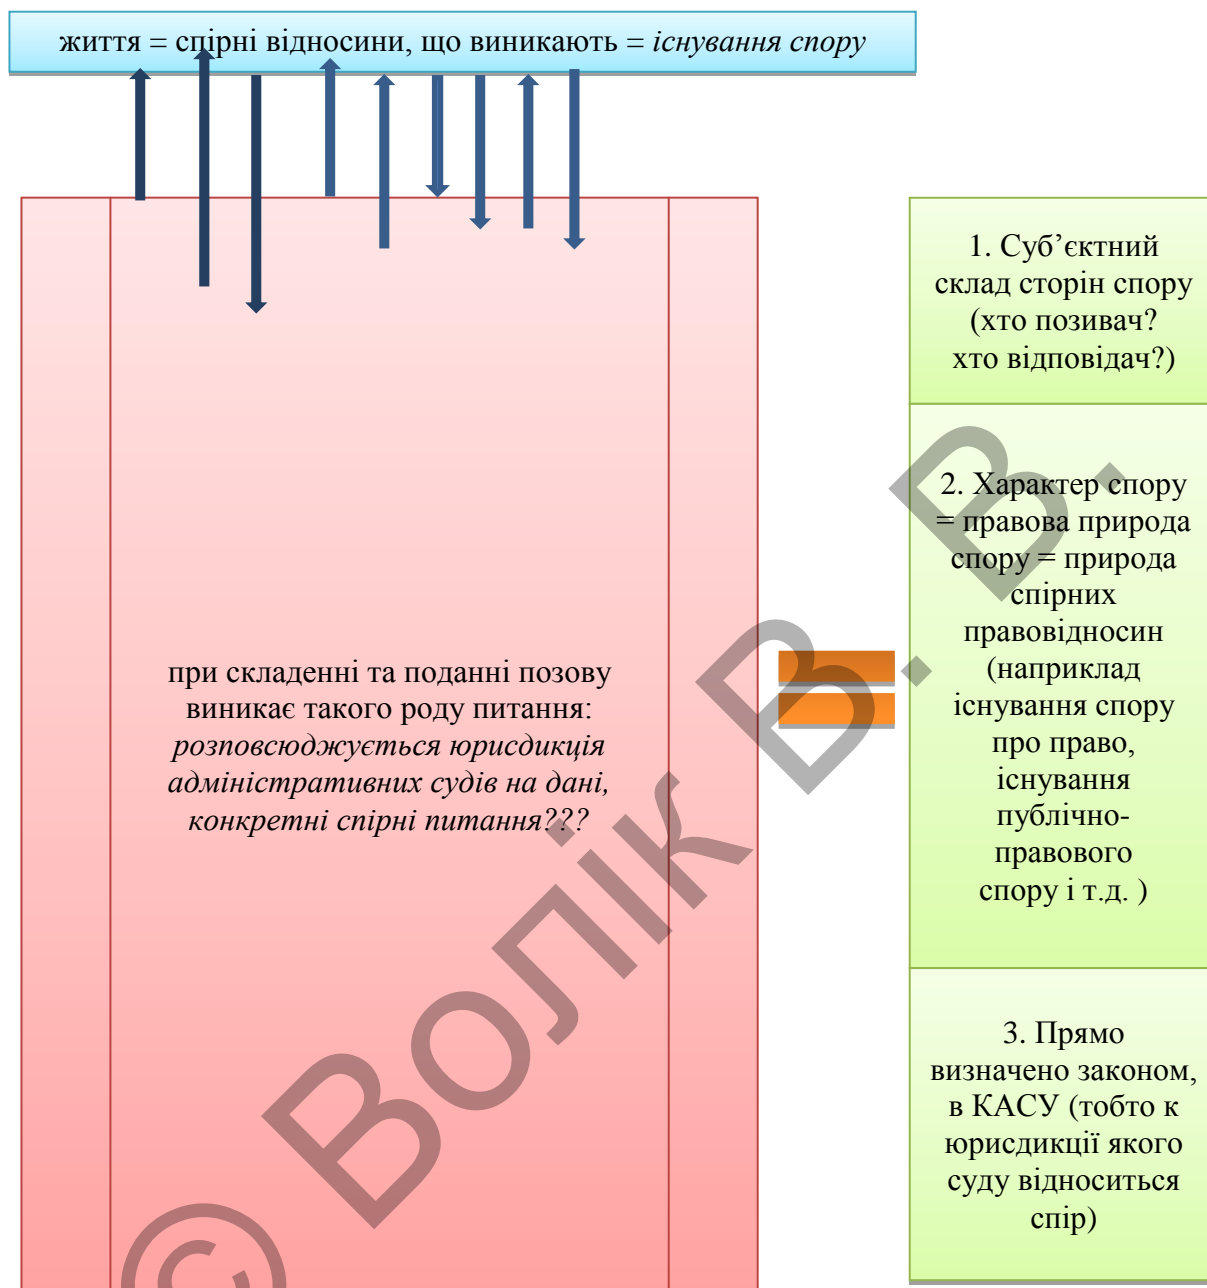 життя = спірні відносини, що виникають = існування спору
при складенні та поданні позову
виникає такого роду питання:
розповсюджується юрисдикція
адміністративних судів на дані,
конкретні спірні питання???
1. Суб’єктний
склад сторін спору
(хто позивач?
хто відповідач?)
2. Характер спору
= правова природа
спору = природа
спірних
правовідносин
(наприклад
існування спору
про право,
існування
публічно-
правового
спору і т.д. )
3. Прямо
визначено законом,
в КАСУ (тобто к
юрисдикції якого
суду відноситься
спір)
© Волік В. В.